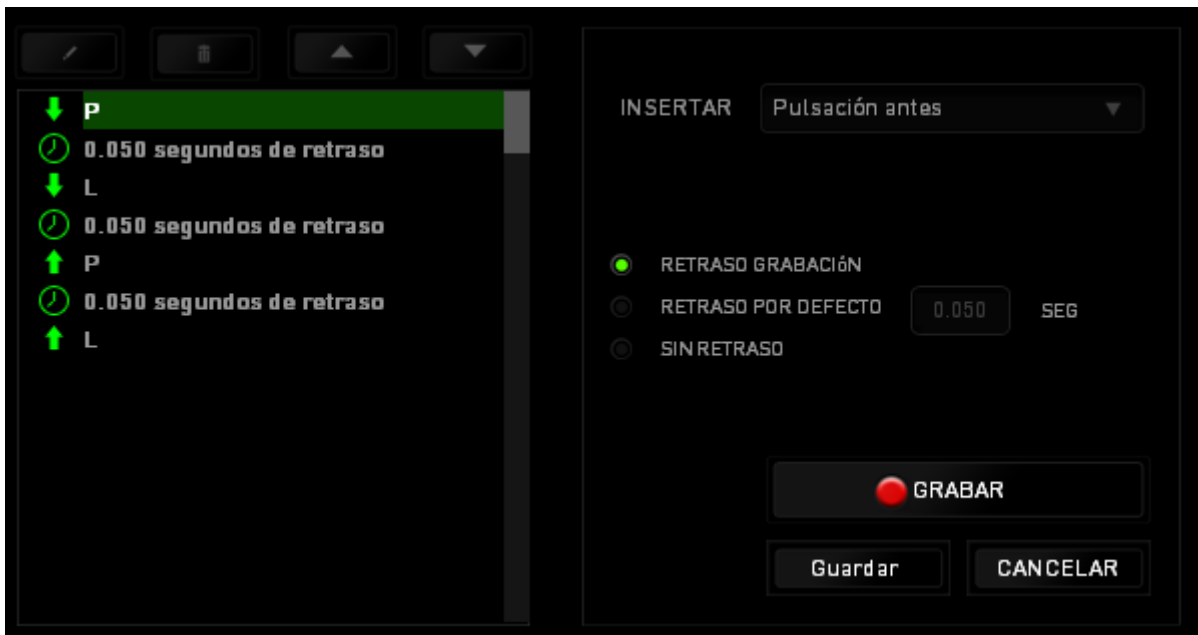 P
0.050 segundos de retraso
L
0.050 segundos de retraso
P
0.050 segundos de retraso
L
INSERTAR Pulsación antes
RETRASO GRABACIóN
RETRASO POR DEFECTO 0.050 SEG
SIN RETRASO
GRABAR
Guardar CANCELAR